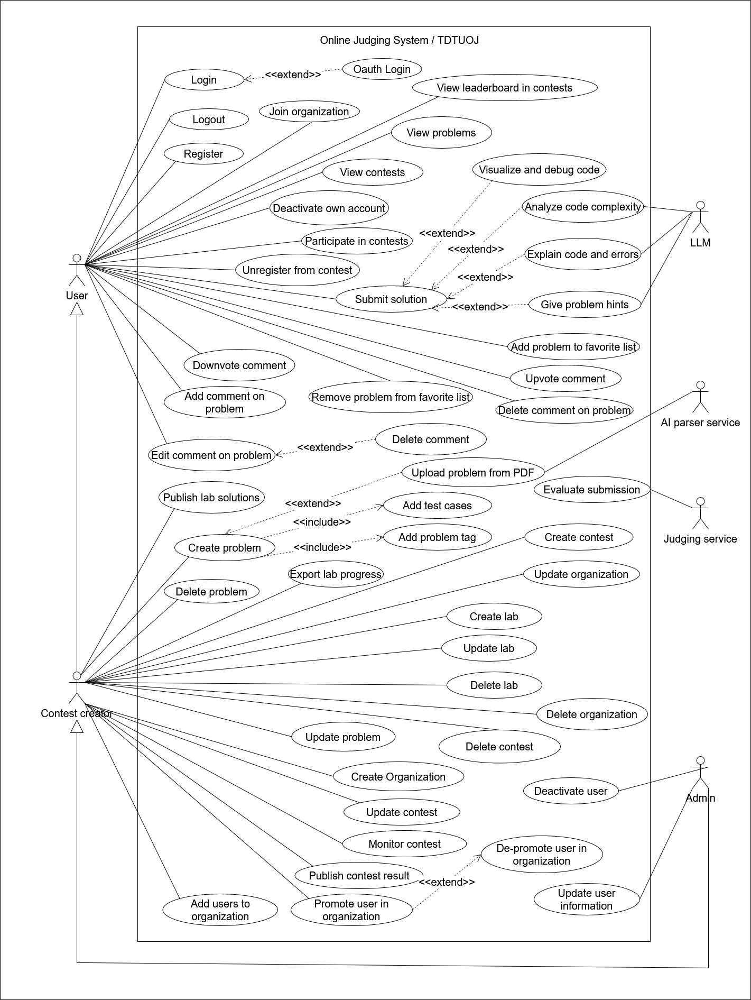 Online Judging System / TDTUOJ
Login
<<extend>>
Oauth Login
View leaderboard in contests
Logout
Join organization
View problems
Register
View contests
Visualize and debug code
Deactivate own account
Analyze code complexity
<<extend>>
Participate in contests
<<extend>>
LLM
Explain code and errors
Unregister from contest
<<extend>>
User
Submit solution
<<extend>>
Give problem hints
Add problem to favorite list
Downvote comment
Upvote comment
Add comment on
problem
Remove problem from favorite list
Delete comment on problem
AI parser service
Edit comment on problem
<<extend>>
Delete comment
Upload problem from PDF
Publish lab solutions
Evaluate submission
<<extend>>
Add test cases
<<include>>
Create problem
<<include>>
Add problem tag
Create contest
Judging service
Export lab progress
Update organization
Delete problem
Create lab
Update lab
Delete lab
Contest creator
Delete organization
Update problem
Delete contest
Create Organization
Deactivate user
Admin
Update contest
Monitor contest
De-promote user in
organization
Publish contest result
<<extend>>
Update user
information
Add users to
organization
Promote user in
organization